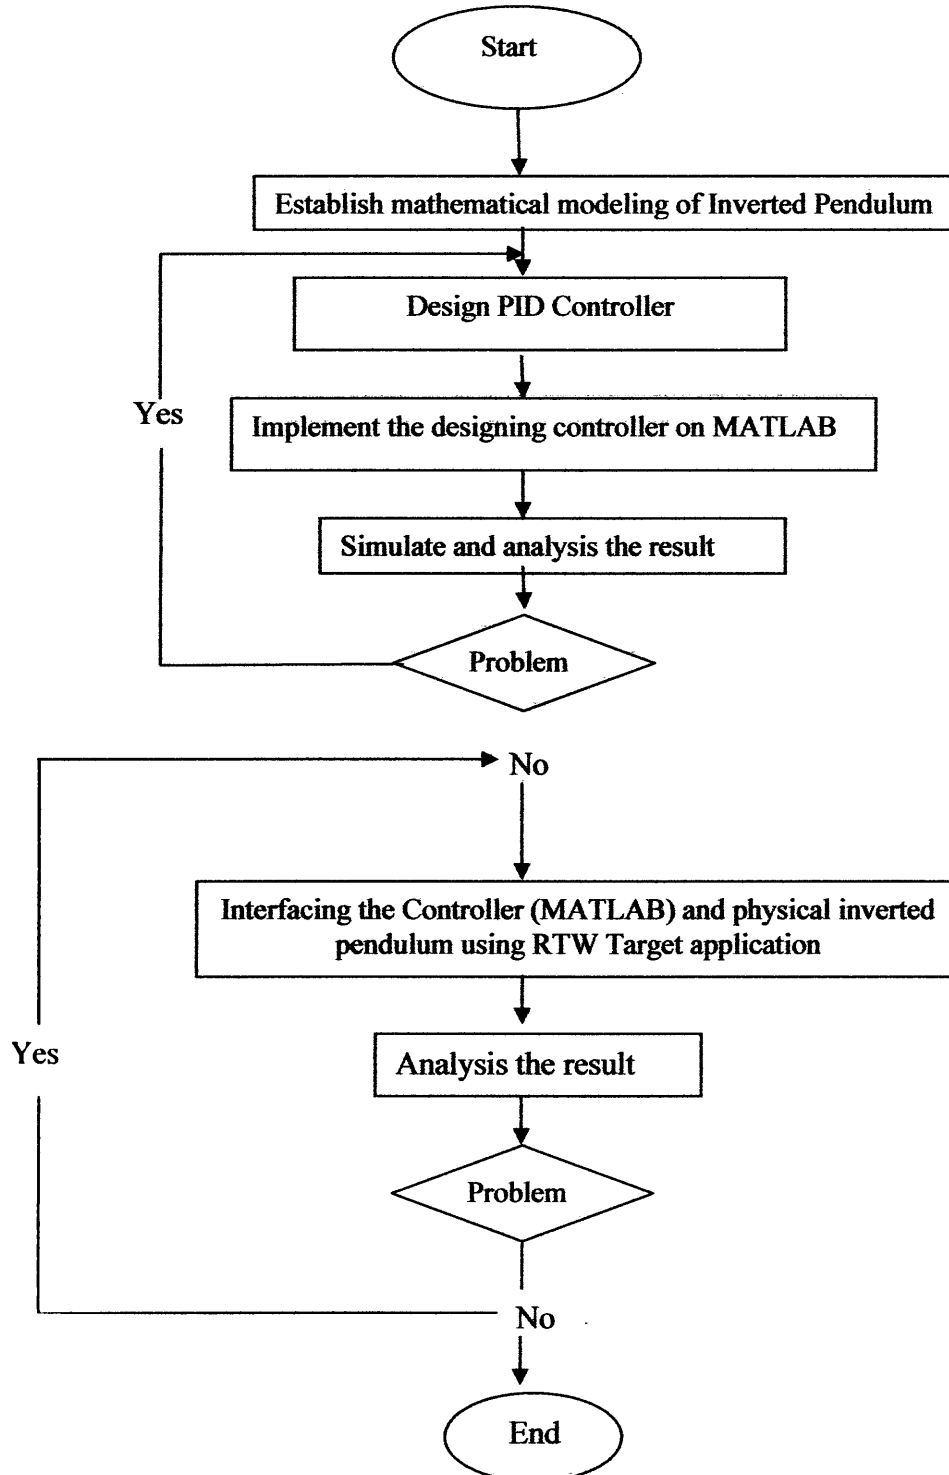 Start
Establish mathematical modeling of Inverted Pendulum
Design PID Controller
Yes
Implement the designing controller on MATLAB
Simulate and analysis the result
Problem
No
Interfacing the Controller (MATLAB) and physical inverted
pendulum using RTW Target application
Yes
Analysis the result
Problem
No
End